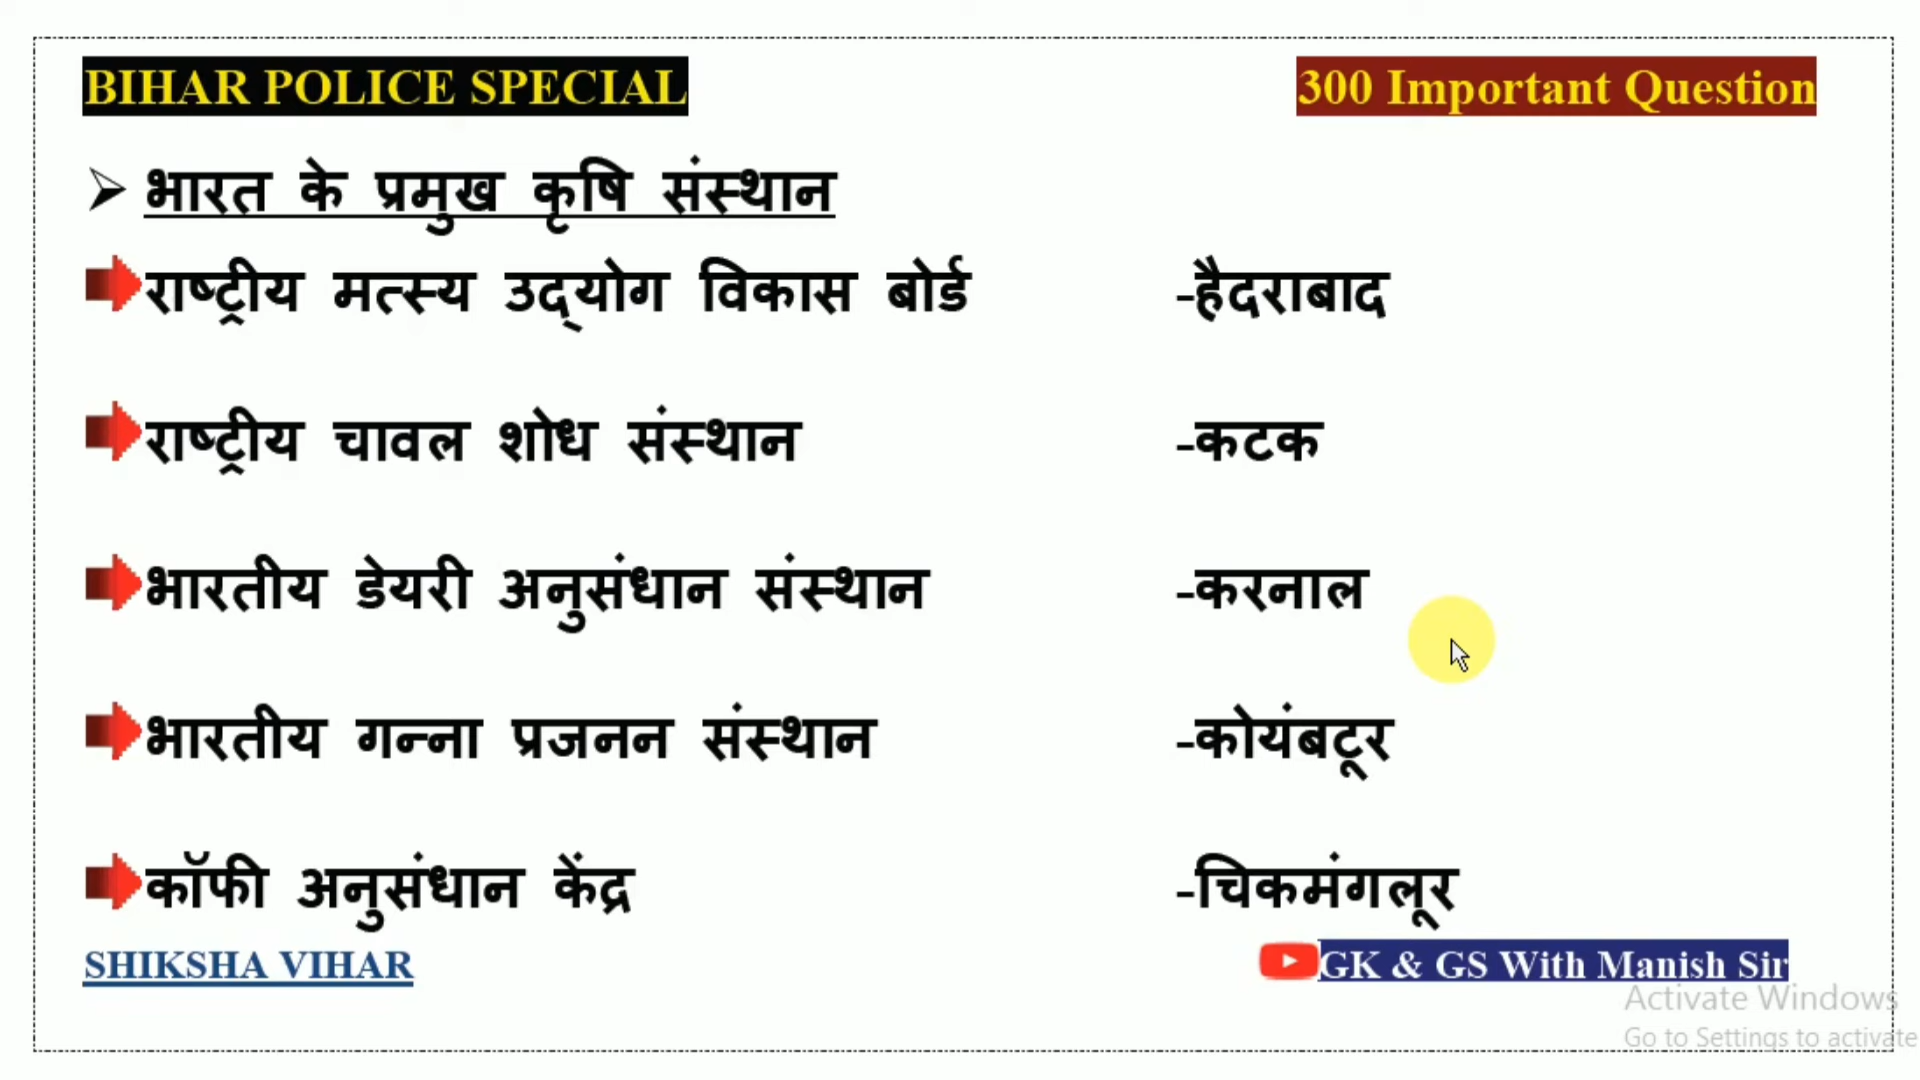 BIHAR POLICE SPECIAL
300 Important Question
भारत के प्रमुख कृषि संस्थान
राष्ट्रीय मत्स्य उद्‌योग विकास बोर्ड -हैदराबाद
राष्ट्रीय चावल शोध संस्थान -कटक
भारतीय डेयरी अनुसंधान संस्थान -करनाल
भारतीय गन्ना प्रजनन संस्थान -कोयंबटूर
कॉफी अनुसंधान केंद्र -चिकमंगलूर
SHIKSHA VIHAR
GK & GS With Manish Sir
Activate Windows
Go to Settings to activate